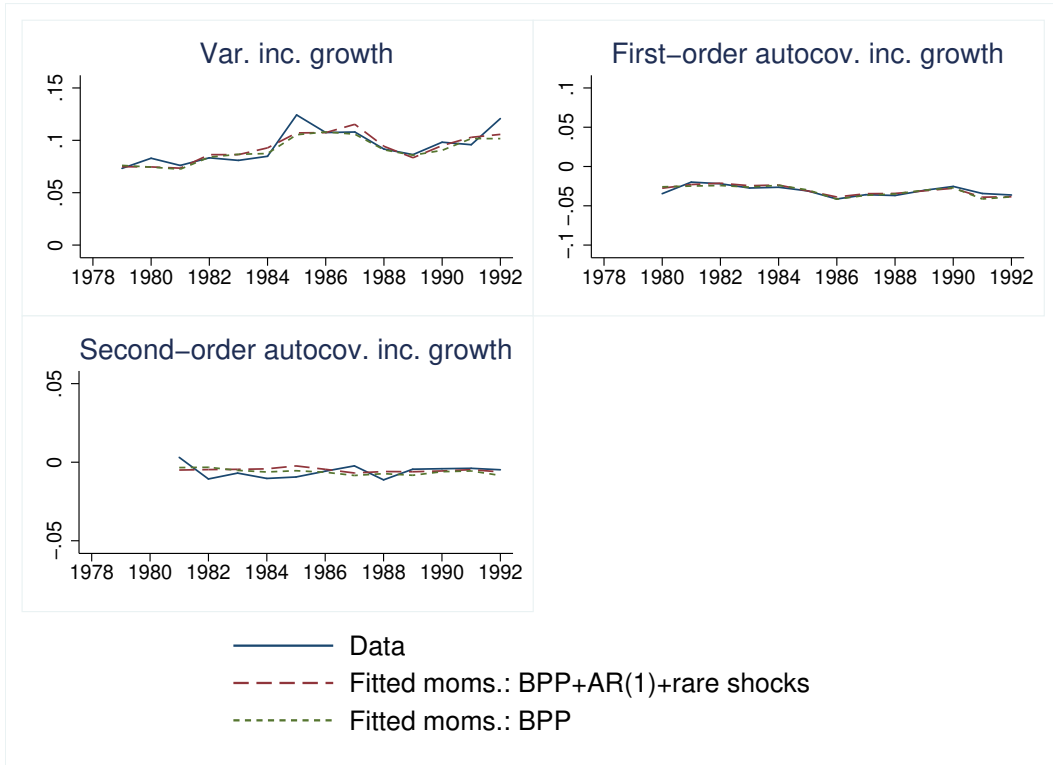 Var. inc. growth
.15
.1
.05
0
1978 1980 1982 1984 1986 1988 1990 1992
First−order autocov. inc. growth
.1
.05
0
−.05
−.1
1978 1980 1982 1984 1986 1988 1990 1992
Second−order autocov. inc. growth
.05
0
−.05
1978 1980 1982 1984 1986 1988 1990 1992
Data
Fitted moms.: BPP+AR(1)+rare shocks
Fitted moms.: BPP